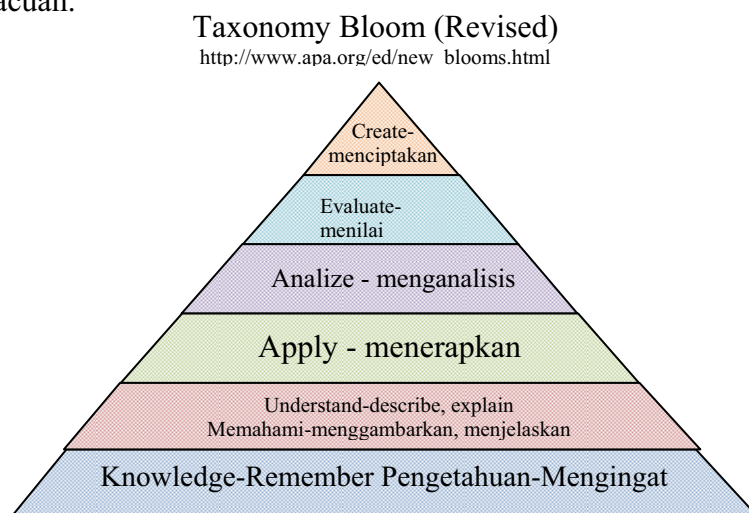 acuan.
Taxonomy Bloom (Revised)
http://www.apa.org/ed/new_blooms.html
Create-
menciptakan
Evaluate-
menilai
Analize - menganalisis
Apply - menerapkan
Understand-describe, explain
Memahami-menggambarkan, menjelaskan
Knowledge-Remember Pengetahuan-Mengingat